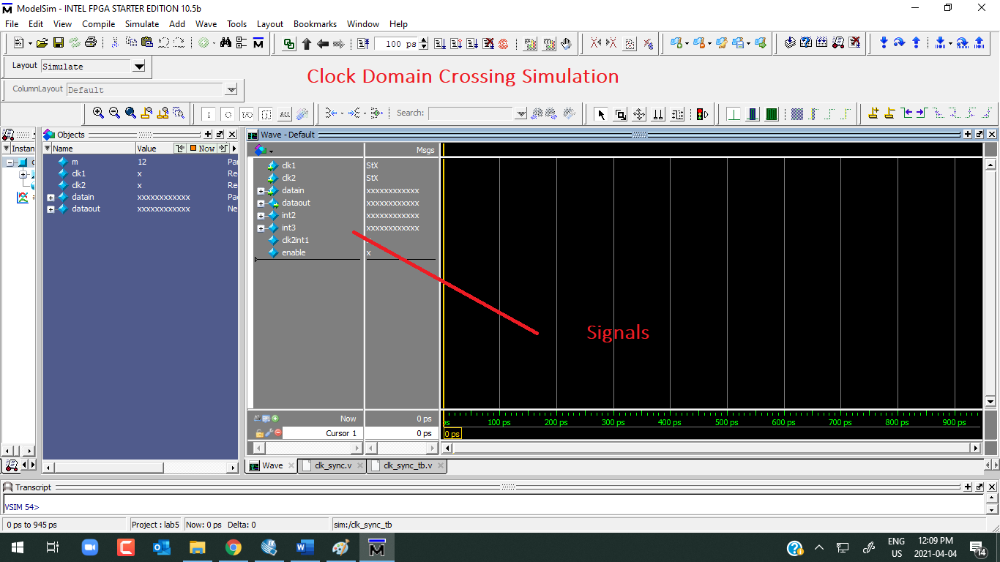 ModelSim - INTEL FPGA STARTER EDITION 10.5b
File Edit View Compile Simulate Add Wave Tools Layout Bookmarks Window Help
100 ps
Layout Simulate
Clock Domain Crossing Simulation
ColumnLayout Default
Search:
Instan
Objects
Name Value Now
m 12 Pa
clk1 x Re
clk2 x Re
datain xxxxxxxxxxxx Pa
dataout xxxxxxxxxxxx Ne
Wave - Default
Msgs
clk1 StX
clk2 StX
datain xxxxxxxxxxxx
dataout xxxxxxxxxxxx
int2 xxxxxxxxxxxx
int3 xxxxxxxxxxxx
clk2int1
enable x
Signals
Now 0 ps
Cursor 1 0 ps
ps 100 ps 200 ps 300 ps 400 ps 500 ps 600 ps 700 ps 800 ps 900 ps
0 ps
Wave clk_sync.v clk_sync_tb.v
Transcript
VSIM 54>
0 ps to 945 ps Project : lab5 Now: 0 ps Delta: 0 sim:/clk_sync_tb
ENG
US
12:09 PM
2021-04-04
14